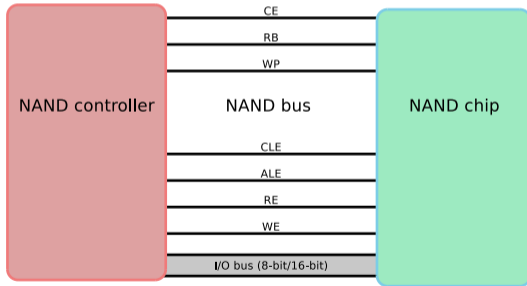 CE
RB
WP
NAND controller
NAND bus
NAND chip
CLE
ALE
RE
WE
I/O bus (8-bit/16-bit)